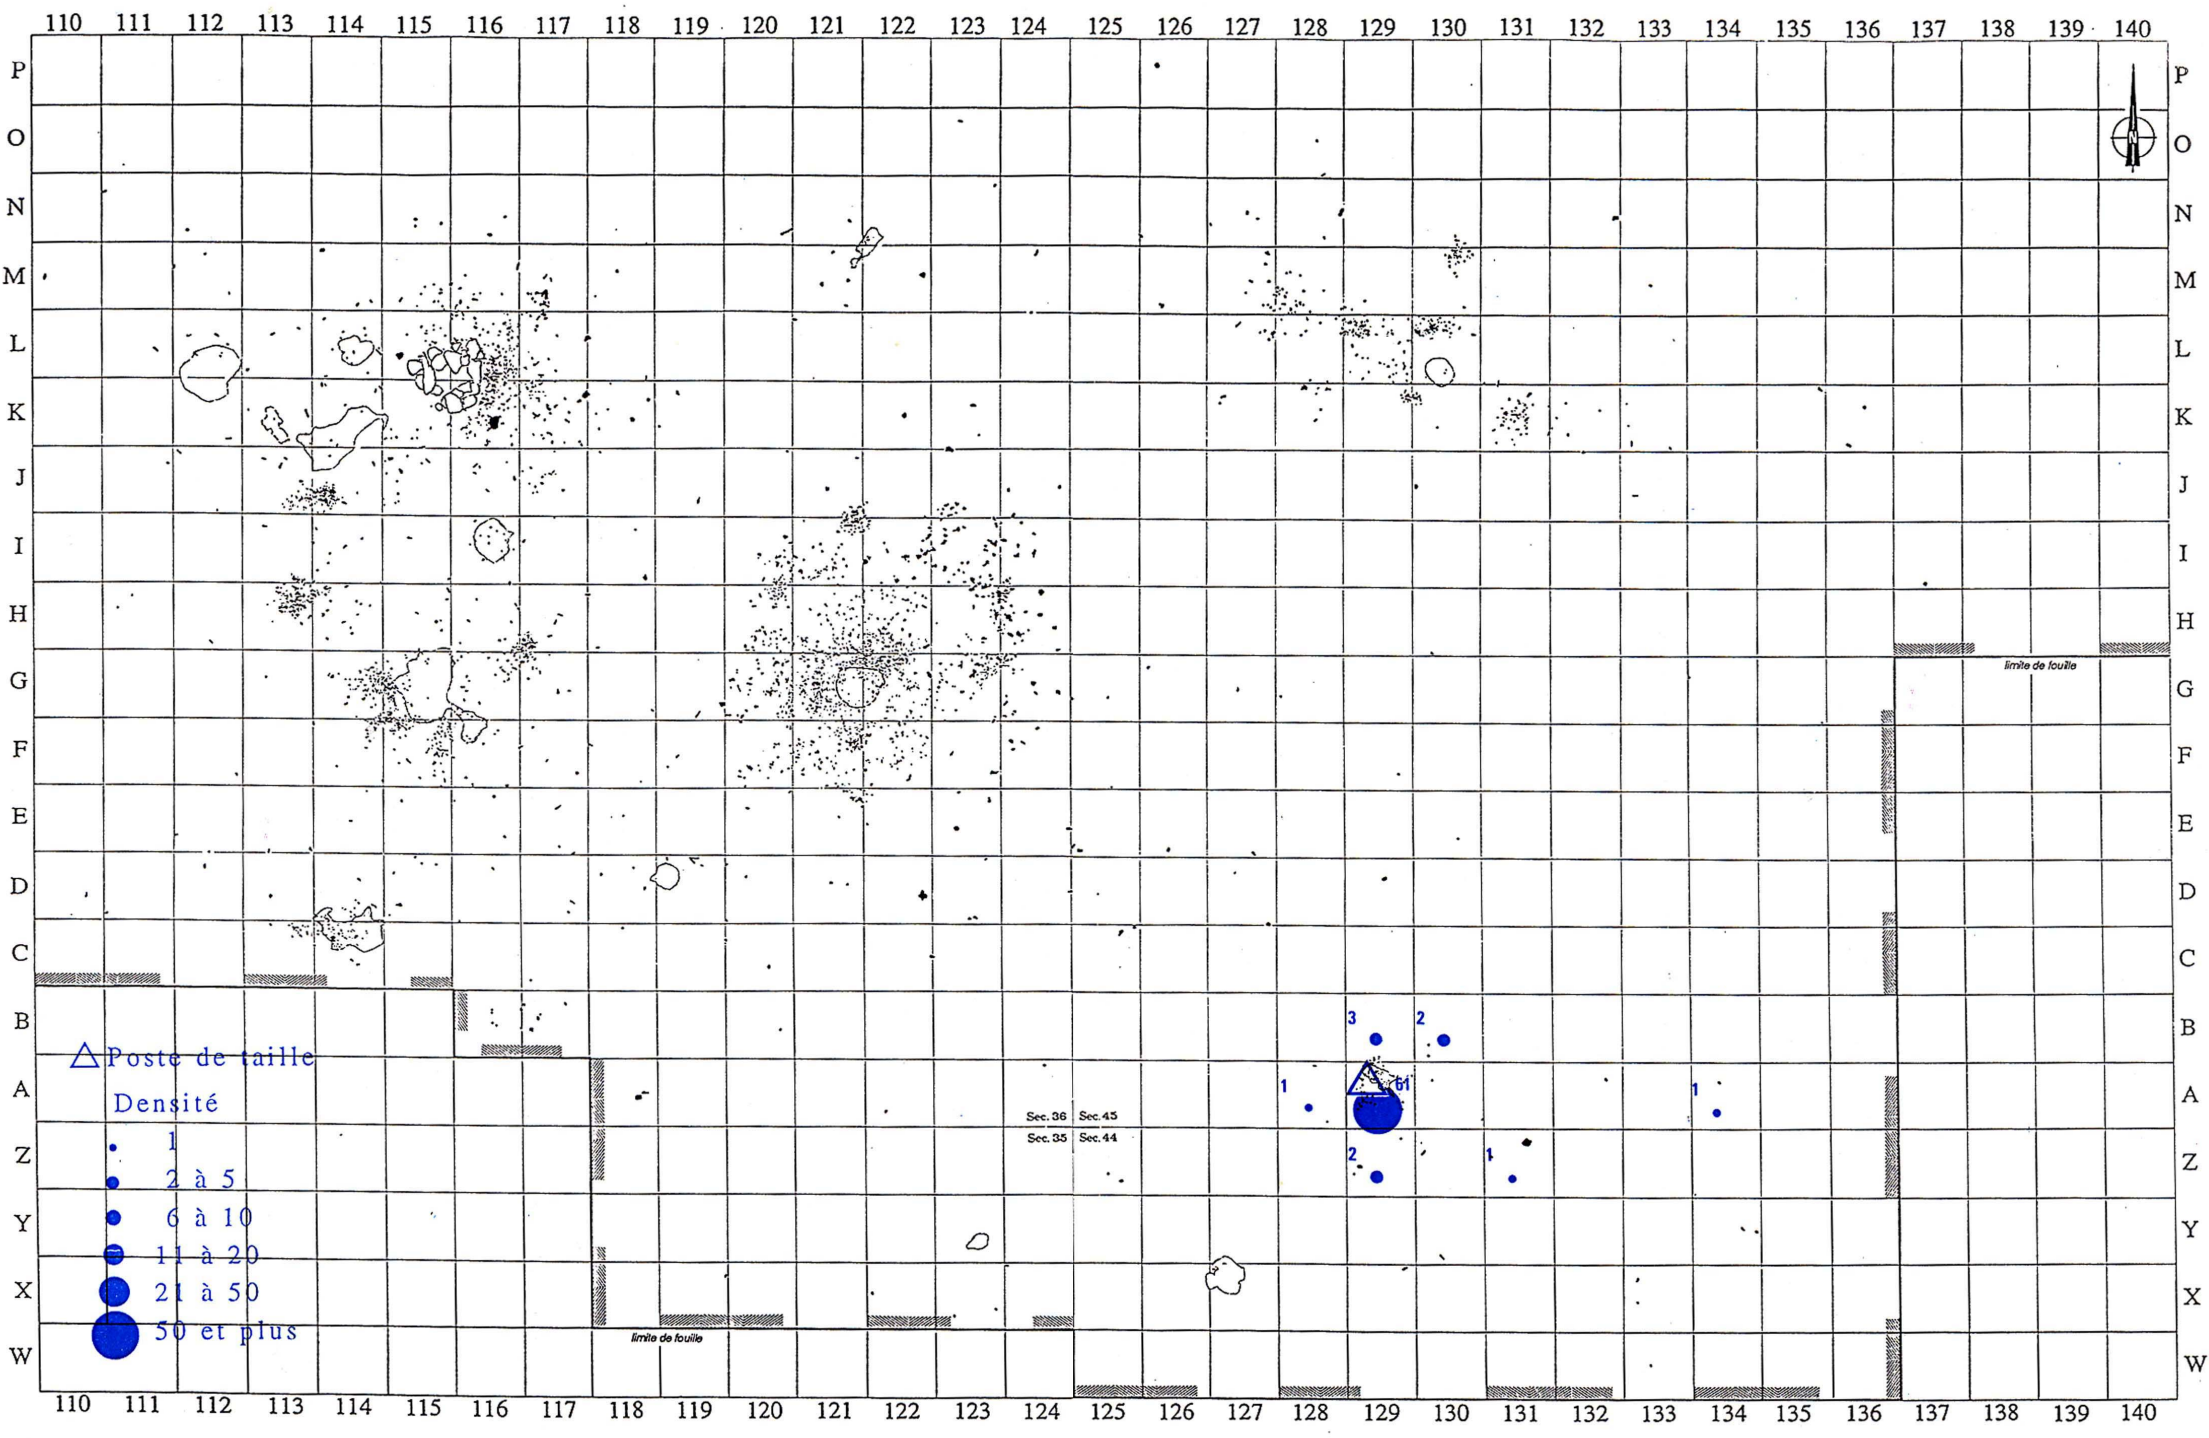 110 111 112 113 114 115 116 117 118 119 120 121 122 123 124 125 126 127 128 129 130 131 132 133 134 135 136 137 138 139 140
P P
O O
N N
M M
L L
K K
J J
I I
H H
limite de fouille
G G
F F
E E
D D
C C
B 3 2 B
Poste de taille
A 1 61 1 A
Densité
Sec. 36 Sec. 45
Sec. 35 Sec. 44
1
Z 2 1 Z
2 à 5
Y 6 à 10 Y
11 à 20
X 21 à 50 X
50 et plus
limite de fouille
W W
110 111 112 113 114 115 116 117 118 119 120 121 122 123 124 125 126 127 128 129 130 131 132 133 134 135 136 137 138 139 140